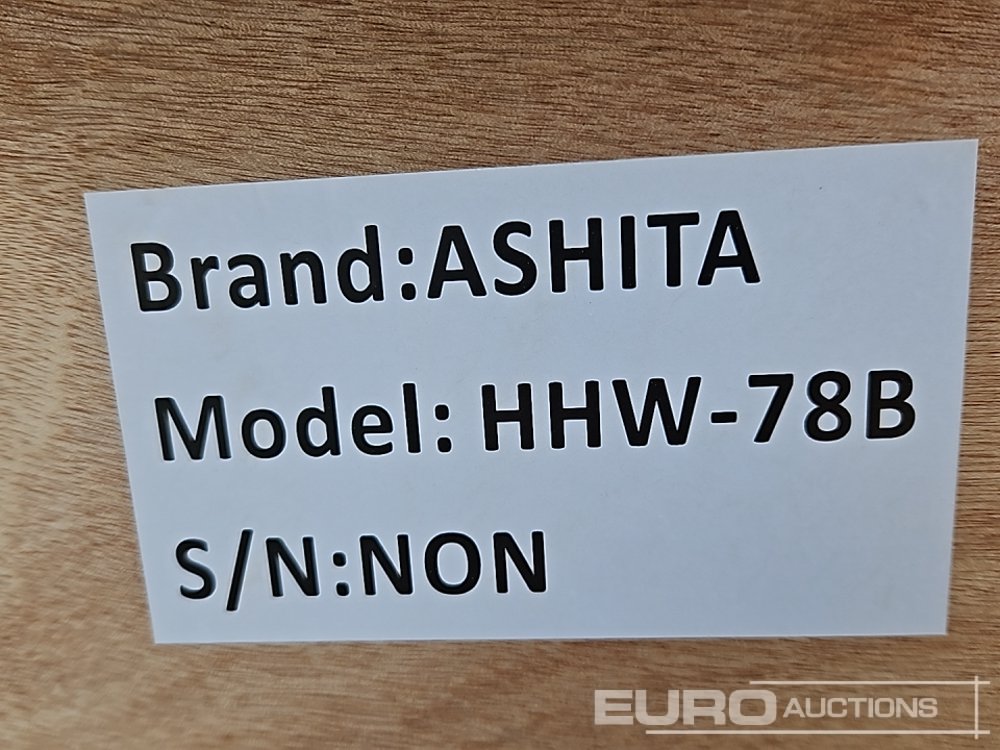 Brand:ASHITA
Model: HHW-78B
S/N:NON
EURO AUCTIONS